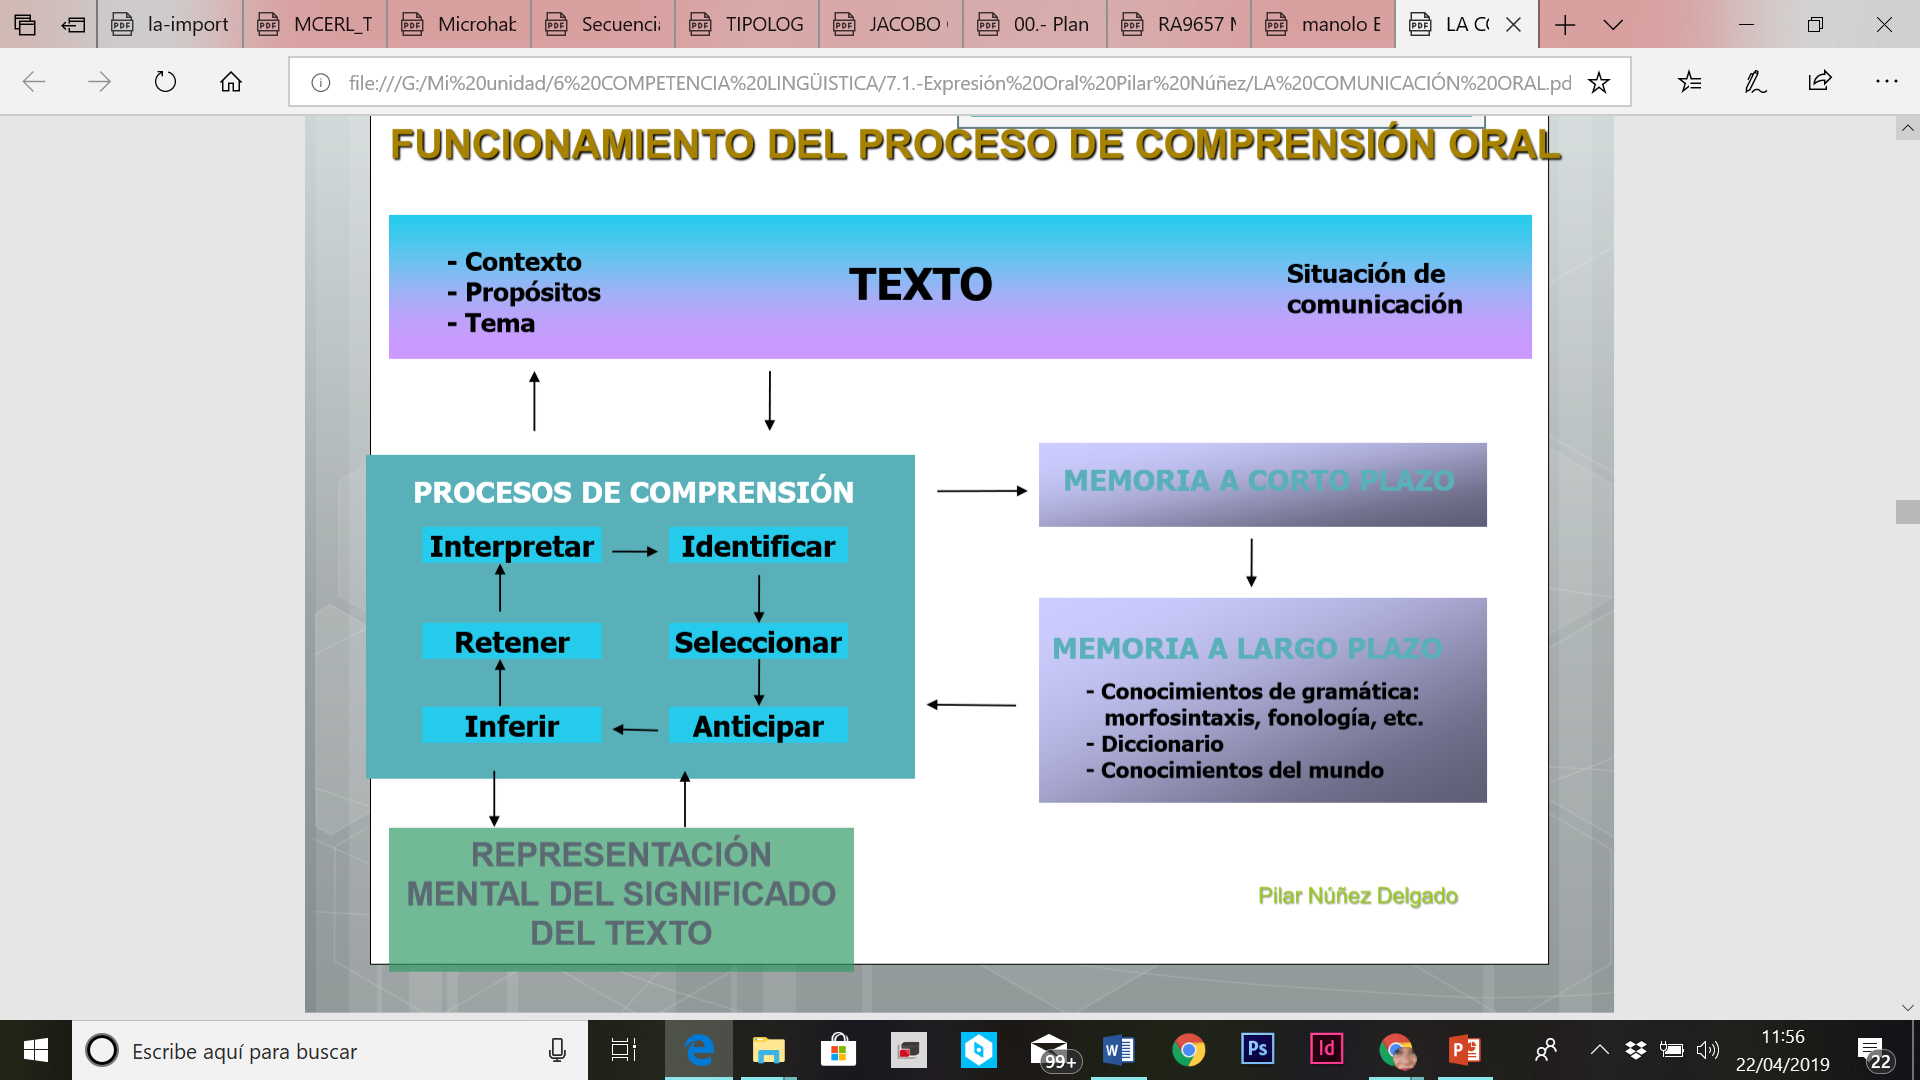 la-import
MCERL_T
Microhab
Secuencia
TIPOLOG
JACOBO
00.- Plan
RA9657 M
manolo E
LA CO
file:///G:/Mi%20unidad/6%20COMPETENCIA%20LINGÜISTICA/7.1.-Expresión%20Oral%20Pilar%20Núñez/LA%20COMUNICACIÓN%20ORAL.pd
FUNCIONAMIENTO DEL PROCESO DE COMPRENSIÓN ORAL
- Contexto
- Propósitos
- Tema
TEXTO
Situación de
comunicación
PROCESOS DE COMPRENSIÓN
Interpretar
Identificar
Retener
Seleccionar
Inferir
Anticipar
MEMORIA A CORTO PLAZO
MEMORIA A LARGO PLAZO
- Conocimientos de gramática:
morfosintaxis, fonología, etc.
- Diccionario
- Conocimientos del mundo
REPRESENTACIÓN
MENTAL DEL SIGNIFICADO
DEL TEXTO
Pilar Núñez Delgado
Escribe aquí para buscar
99+
Ps
Id
11:56
22/04/2019
22